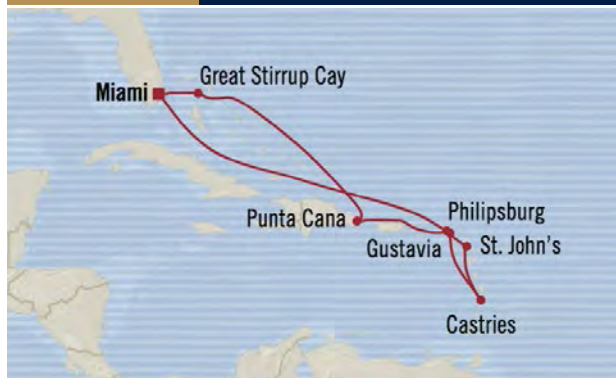 Great Stirrup Cay
Miami
Punta Cana
Philipsburg
Gustavia
St. John's
Castries